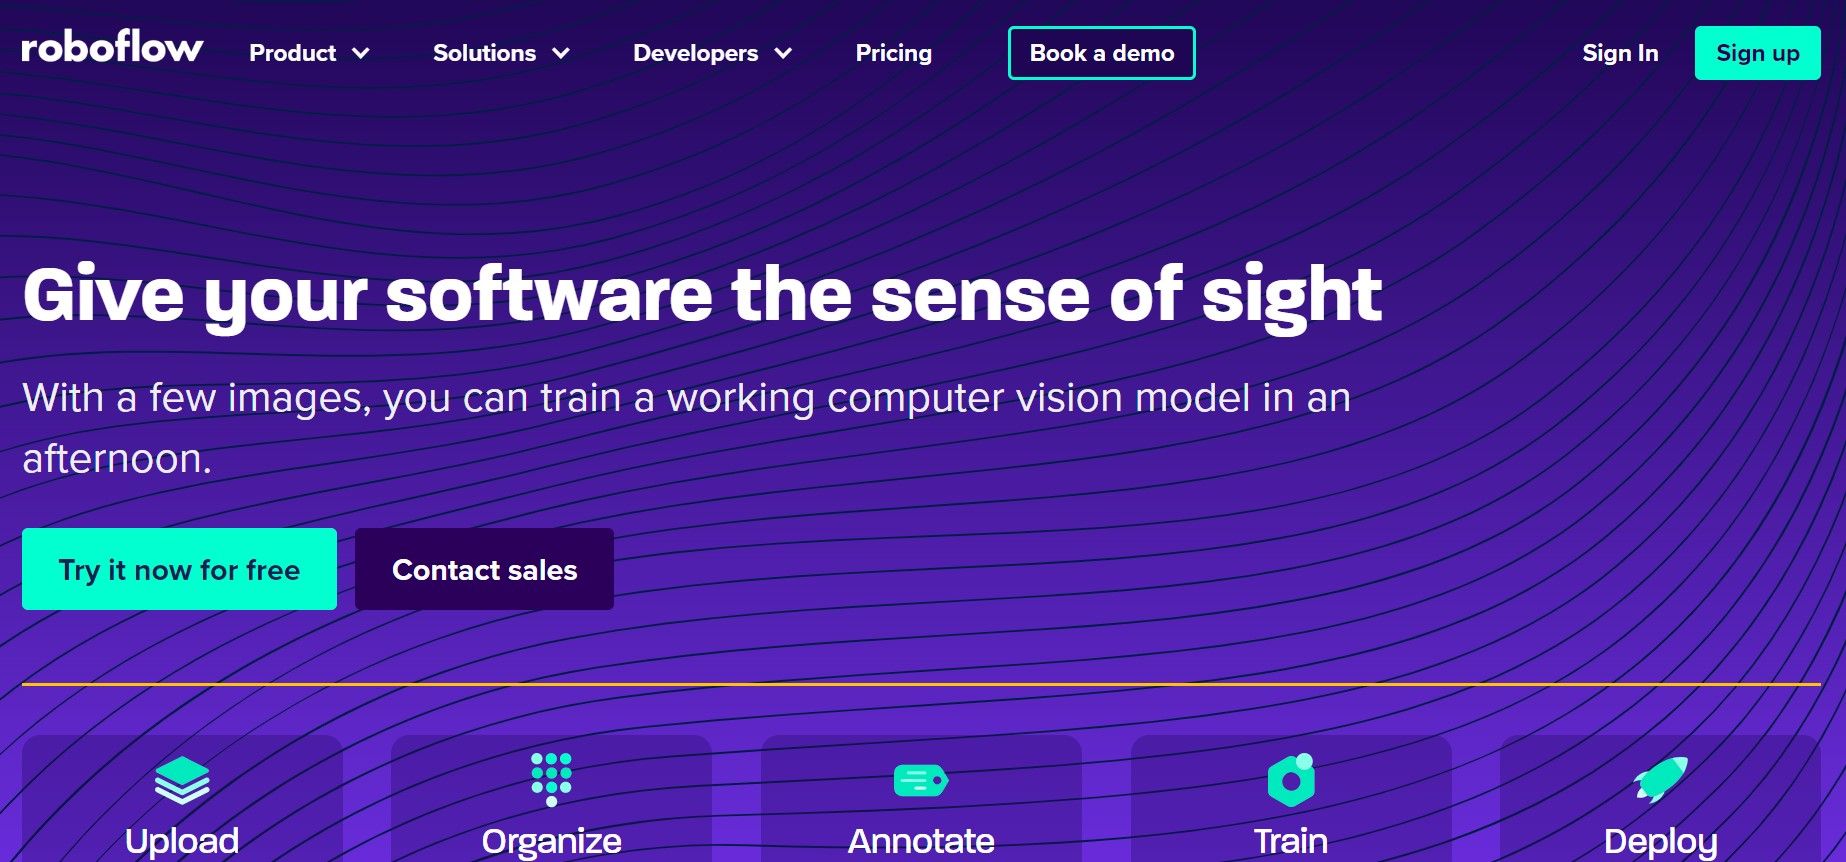 roboflow Product Solutions Developers Pricing Book a demo Sign In Sign up
Give your software the sense of sight
With a few images, you can train a working computer vision model in an
afternoon.
Try it now for free Contact sales
Upload Organize Annotate Train Deploy